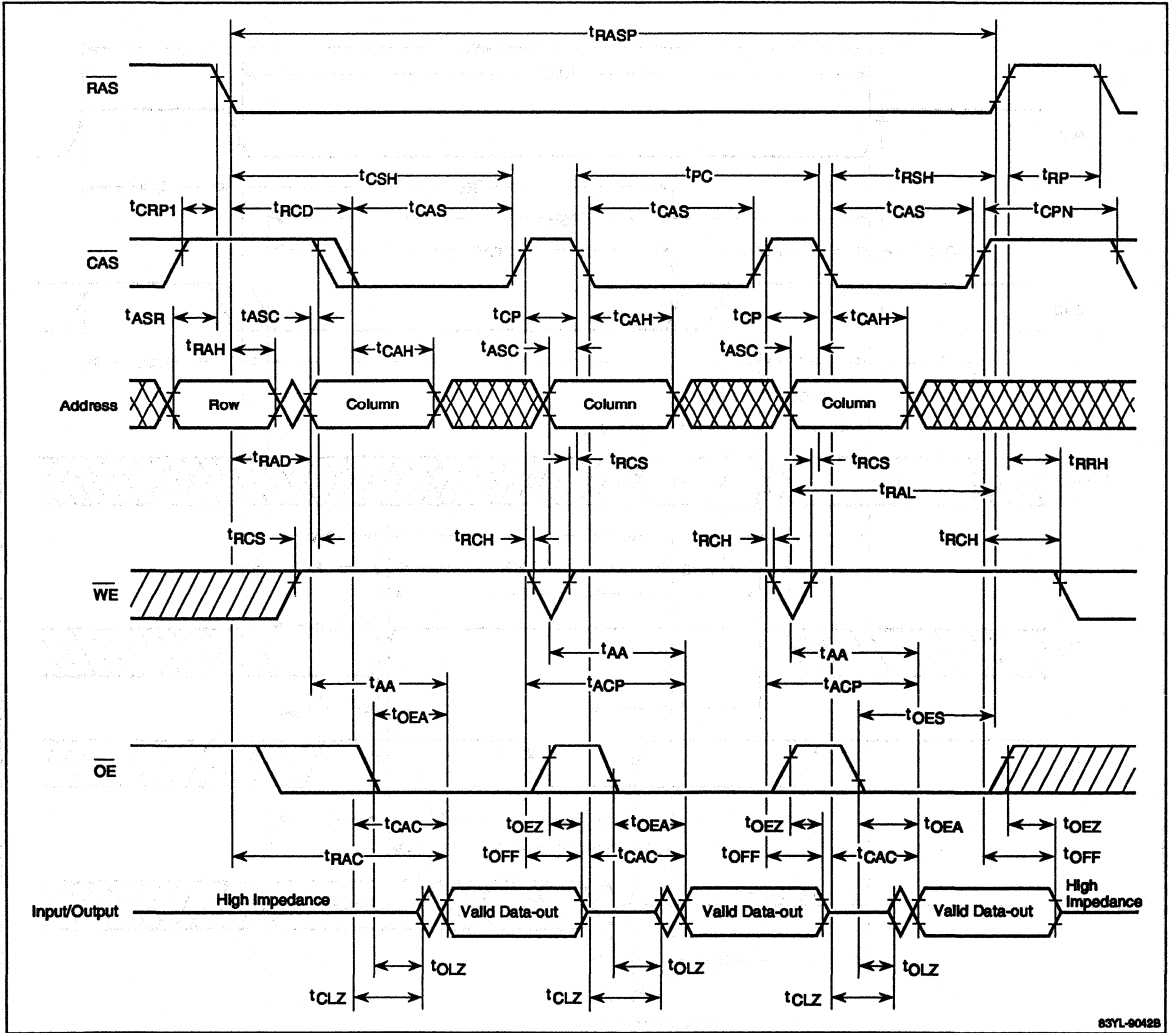 tRASP
RAS
tCSH
tPC
tRSH
tRP
tCRP1
tRCD
tCAS
tCAS
tCAS
tCPN
CAS
tASR
tASC
tCP
tCAH
tCP
tCAH
tRAH
tCAH
tASC
tASC
Address
Row
Column
Column
Column
tRAD
tRCS
tRCS
tRRH
tRAL
tRCS
tRCH
tRCH
tRCH
WE
tAA
tAA
tAA
tACP
tACP
tOEA
tOES
OE
tCAC
tOEZ
tOEA
tOEZ
tOEA
tOEZ
tRAC
tOFF
tCAC
tOFF
tCAC
tOFF
Input/Output
High Impedance
Valid Data-out
Valid Data-out
Valid Data-out
High
Impedance
tOLZ
tOLZ
tOLZ
tCLZ
tCLZ
tCLZ
83YL-9042B